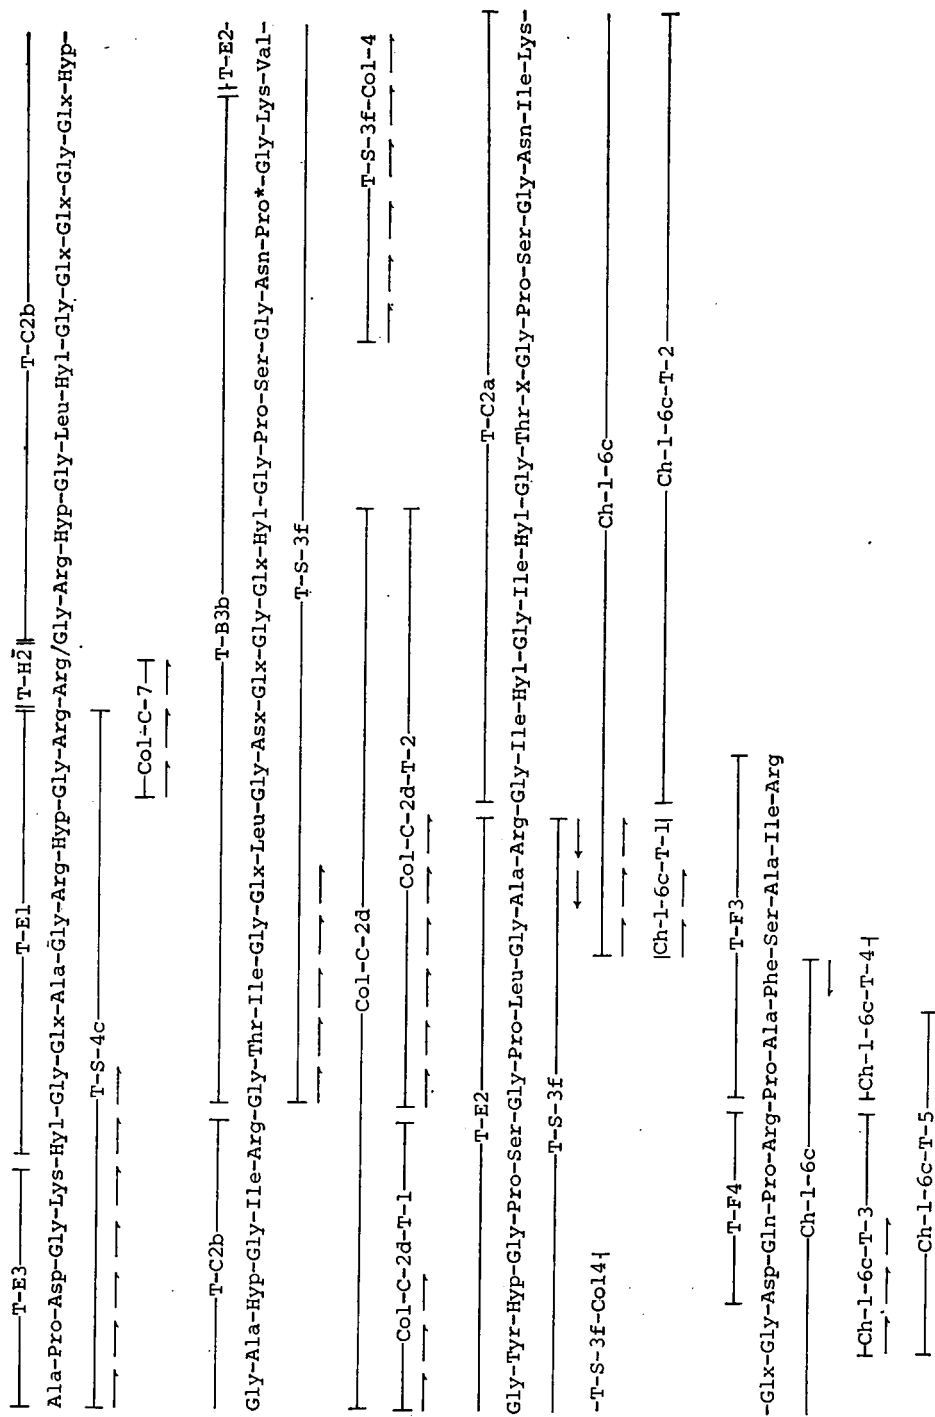 T-E3 T-E1 T-H2 T-C2b
Ala-Pro-Asp-Gly-Lys-Hyl-Gly-Glx-Ala-Gly-Arg-Hyp-Gly-Arg-Arg/Gly-Arg-Hyp-Gly-Leu-Hyl-Gly-Glx-Glx-Gly-Glx-Hyp-
T-S-4c
Col-C-7
T-C2b T-B3b T-E2-
Gly-Ala-Hyp-Gly-Ile-Arg-Gly-Thr-Ile-Gly-Glx-Leu-Gly-Asx-Glx-Gly-Glx-Hyl-Gly-Pro-Ser-Gly-Asn-Pro*-Gly-Lys-Val-
T-S-3f
Col-C-2d T-S-3f-Col-4
Col-C-2d-T-1 Col-C-2d-T-2
T-E2 T-C2a
Gly-Tyr-Hyp-Gly-Pro-Ser-Gly-Pro-Leu-Gly-Ala-Arg-Gly-Ile-Hyl-Gly-Ile-Hyl-Gly-Thr-X-Gly-Pro-Ser-Gly-Asn-Ile-Lys-
T-S-3f
-T-S-3f-Col4 Ch-1-6c
Ch-1-6c-T-1 Ch-1-6c-T-2
T-F4 T-F3
-Glx-Gly-Asp-Gln-Pro-Arg-Pro-Ala-Phe-Ser-Ala-Ile-Arg
Ch-1-6c
Ch-1-6c-T-3 Ch-1-6c-T-4
Ch-1-6c-T-5